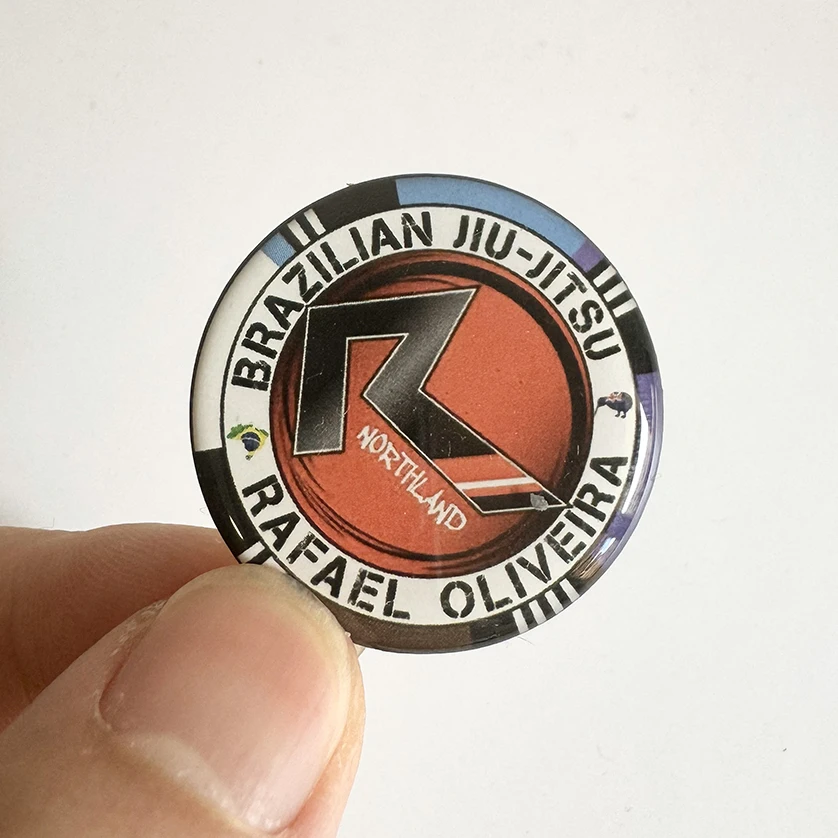 BRAZILIAN JIU-JITSU
NORTHLAND
RAFAEL OLIVEIRA